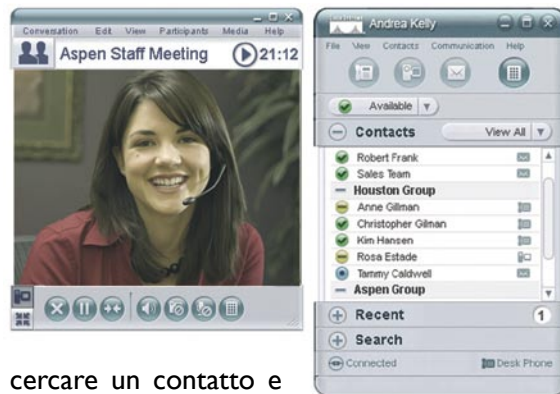 Conversation Edit View Participants Media Help
Aspen Staff Meeting 21:12
Andrea Kelly
File View Contacts Communication Help
Available
Contacts View All
Robert Frank
Sales Team
Houston Group
Anne Gillman
Christopher Gilman
Kim Hansen
Rosa Estade
Tammy Caldwell
Aspen Group
Recent 1
Search
Connected Desk Phone
cercare un contatto e